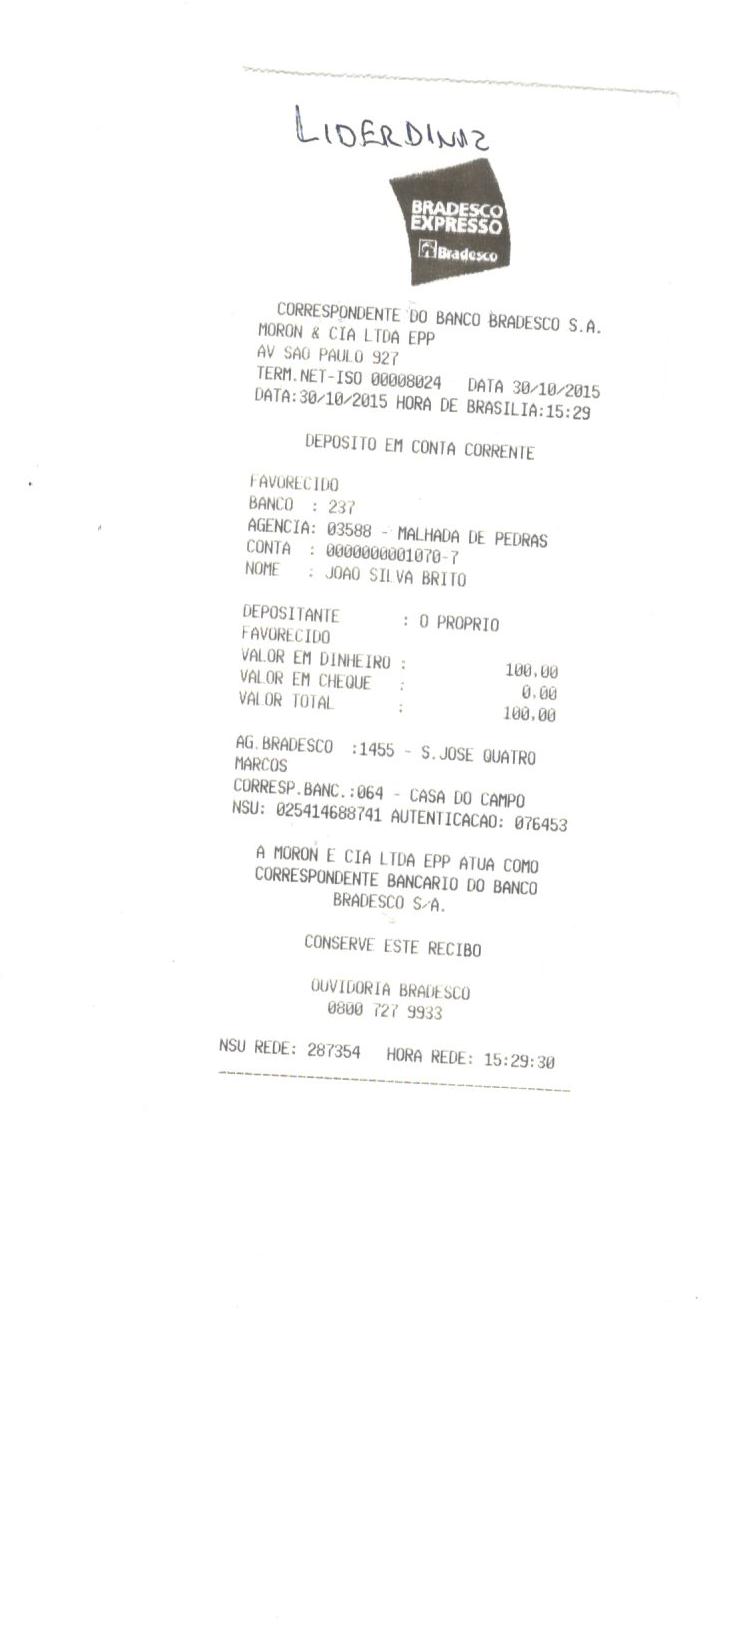 LIDERDINIZ
BRADESCO
EXPRESSO
Bradesco
CORRESPONDENTE DO BANCO BRADESCO S.A.
MORON & CIA LTDA EPP
AV SAO PAULO 927
TERM.NET-ISO 00008024 DATA 30/10/2015
DATA:30/10/2015 HORA DE BRASILIA:15:29
DEPOSITO EM CONTA CORRENTE
FAVORECIDO
BANCO : 237
AGENCIA: 03588 - MALHADA DE PEDRAS
CONTA : 0000000001070-7
NOME : JOAO SILVA BRITO
DEPOSITANTE : O PROPRIO
FAVORECIDO
VALOR EM DINHEIRO : 100,00
VALOR EM CHEQUE : 0,00
VALOR TOTAL : 100,00
AG.BRADESCO :1455 - S.JOSE QUATRO
MARCOS
CORRESP.BANC.:064 - CASA DO CAMPO
NSU: 025414688741 AUTENTICACAO: 076453
A MORON E CIA LTDA EPP ATUA COMO
CORRESPONDENTE BANCARIO DO BANCO
BRADESCO S/A.
CONSERVE ESTE RECIBO
OUVIDORIA BRADESCO
0800 727 9933
NSU REDE: 287354 HORA REDE: 15:29:30